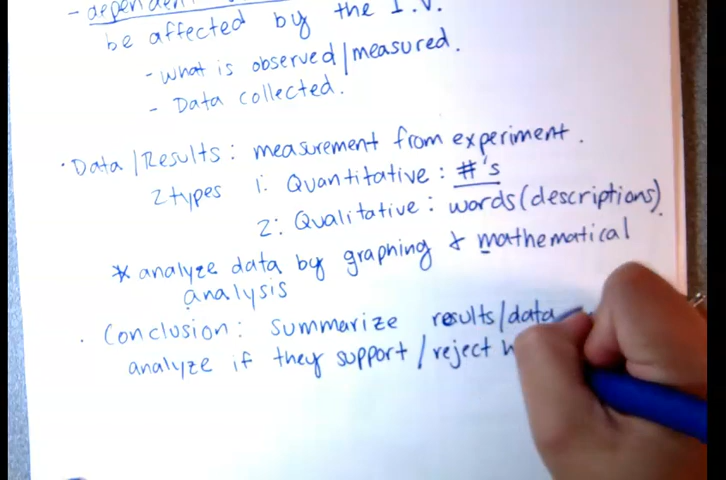 - dependent
be affected by the I.V.
- what is observed/measured.
- Data collected.
· Data/Results: measurement from experiment.
2 types 1: Quantitative: #'s
2: Qualitative: words (descriptions).
* analyze data by graphing & mathematical
analysis
· Conclusion: summarize results/data
analyze if they support/reject